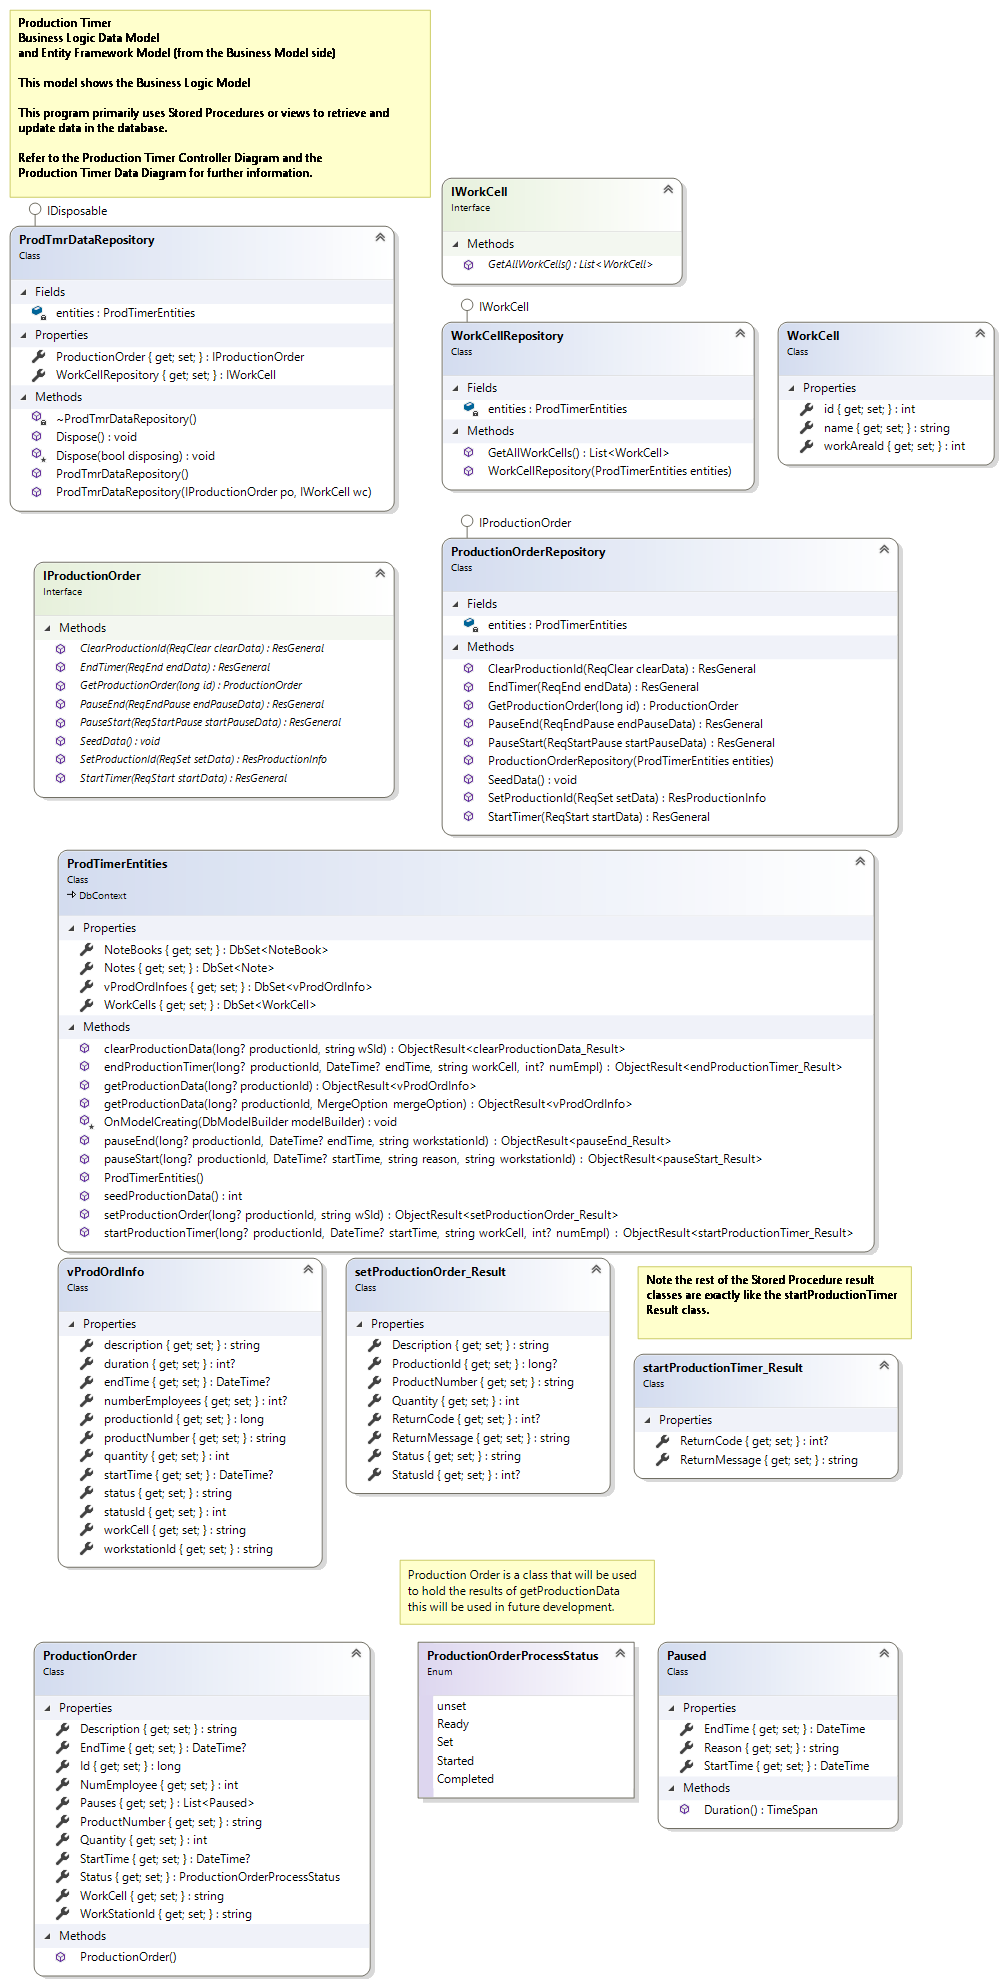 Production Timer
Business Logic Data Model
and Entity Framework Model (from the Business Model side)
This model shows the Business Logic Model
This program primarily uses Stored Procedures or views to retrieve and
update data in the database.
Refer to the Production Timer Controller Diagram and the
Production Timer Data Diagram for further information.
IDisposable
ProdTmrDataRepository
Class
Fields
entities : ProdTimerEntities
Properties
ProductionOrder { get; set; } : IProductionOrder
WorkCellRepository { get; set; } : IWorkCell
Methods
~ProdTmrDataRepository()
Dispose() : void
Dispose(bool disposing) : void
ProdTmrDataRepository()
ProdTmrDataRepository(IProductionOrder po, IWorkCell wc)
IWorkCell
Interface
Methods
GetAllWorkCells() : List<WorkCell>
IWorkCell
WorkCellRepository
Class
Fields
entities : ProdTimerEntities
Methods
GetAllWorkCells() : List<WorkCell>
WorkCellRepository(ProdTimerEntities entities)
WorkCell
Class
Properties
id { get; set; } : int
name { get; set; } : string
workAreaId { get; set; } : int
IProductionOrder
Interface
Methods
ClearProductionId(ReqClear clearData) : ResGeneral
EndTimer(ReqEnd endData) : ResGeneral
GetProductionOrder(long id) : ProductionOrder
PauseEnd(ReqEndPause endPauseData) : ResGeneral
PauseStart(ReqStartPause startPauseData) : ResGeneral
SeedData() : void
SetProductionId(ReqSet setData) : ResProductionInfo
StartTimer(ReqStart startData) : ResGeneral
IProductionOrder
ProductionOrderRepository
Class
Fields
entities : ProdTimerEntities
Methods
ClearProductionId(ReqClear clearData) : ResGeneral
EndTimer(ReqEnd endData) : ResGeneral
GetProductionOrder(long id) : ProductionOrder
PauseEnd(ReqEndPause endPauseData) : ResGeneral
PauseStart(ReqStartPause startPauseData) : ResGeneral
ProductionOrderRepository(ProdTimerEntities entities)
SeedData() : void
SetProductionId(ReqSet setData) : ResProductionInfo
StartTimer(ReqStart startData) : ResGeneral
ProdTimerEntities
Class
DbContext
Properties
NoteBooks { get; set; } : DbSet<NoteBook>
Notes { get; set; } : DbSet<Note>
vProdOrdInfoes { get; set; } : DbSet<vProdOrdInfo>
WorkCells { get; set; } : DbSet<WorkCell>
Methods
clearProductionData(long? productionId, string wSId) : ObjectResult<clearProductionData_Result>
endProductionTimer(long? productionId, DateTime? endTime, string workCell, int? numEmpl) : ObjectResult<endProductionTimer_Result>
getProductionData(long? productionId) : ObjectResult<vProdOrdInfo>
getProductionData(long? productionId, MergeOption mergeOption) : ObjectResult<vProdOrdInfo>
OnModelCreating(DbModelBuilder modelBuilder) : void
pauseEnd(long? productionId, DateTime? endTime, string workstationId) : ObjectResult<pauseEnd_Result>
pauseStart(long? productionId, DateTime? startTime, string reason, string workstationId) : ObjectResult<pauseStart_Result>
ProdTimerEntities()
seedProductionData() : int
setProductionOrder(long? productionId, string wSId) : ObjectResult<setProductionOrder_Result>
startProductionTimer(long? productionId, DateTime? startTime, string workCell, int? numEmpl) : ObjectResult<startProductionTimer_Result>
vProdOrdInfo
Class
Properties
description { get; set; } : string
duration { get; set; } : int?
endTime { get; set; } : DateTime?
numberEmployees { get; set; } : int?
productionId { get; set; } : long
productNumber { get; set; } : string
quantity { get; set; } : int
startTime { get; set; } : DateTime?
status { get; set; } : string
statusId { get; set; } : int
workCell { get; set; } : string
workstationId { get; set; } : string
setProductionOrder_Result
Class
Properties
Description { get; set; } : string
ProductionId { get; set; } : long?
ProductNumber { get; set; } : string
Quantity { get; set; } : int
ReturnCode { get; set; } : int?
ReturnMessage { get; set; } : string
Status { get; set; } : string
StatusId { get; set; } : int?
Note the rest of the Stored Procedure result
classes are exactly like the startProductionTimer
Result class.
startProductionTimer_Result
Class
Properties
ReturnCode { get; set; } : int?
ReturnMessage { get; set; } : string
Production Order is a class that will be used
to hold the results of getProductionData
this will be used in future development.
ProductionOrder
Class
Properties
Description { get; set; } : string
EndTime { get; set; } : DateTime?
Id { get; set; } : long
NumEmployee { get; set; } : int
Pauses { get; set; } : List<Paused>
ProductNumber { get; set; } : string
Quantity { get; set; } : int
StartTime { get; set; } : DateTime?
Status { get; set; } : ProductionOrderProcessStatus
WorkCell { get; set; } : string
WorkStationId { get; set; } : string
Methods
ProductionOrder()
ProductionOrderProcessStatus
Enum
unset
Ready
Set
Started
Completed
Paused
Class
Properties
EndTime { get; set; } : DateTime
Reason { get; set; } : string
StartTime { get; set; } : DateTime
Methods
Duration() : TimeSpan